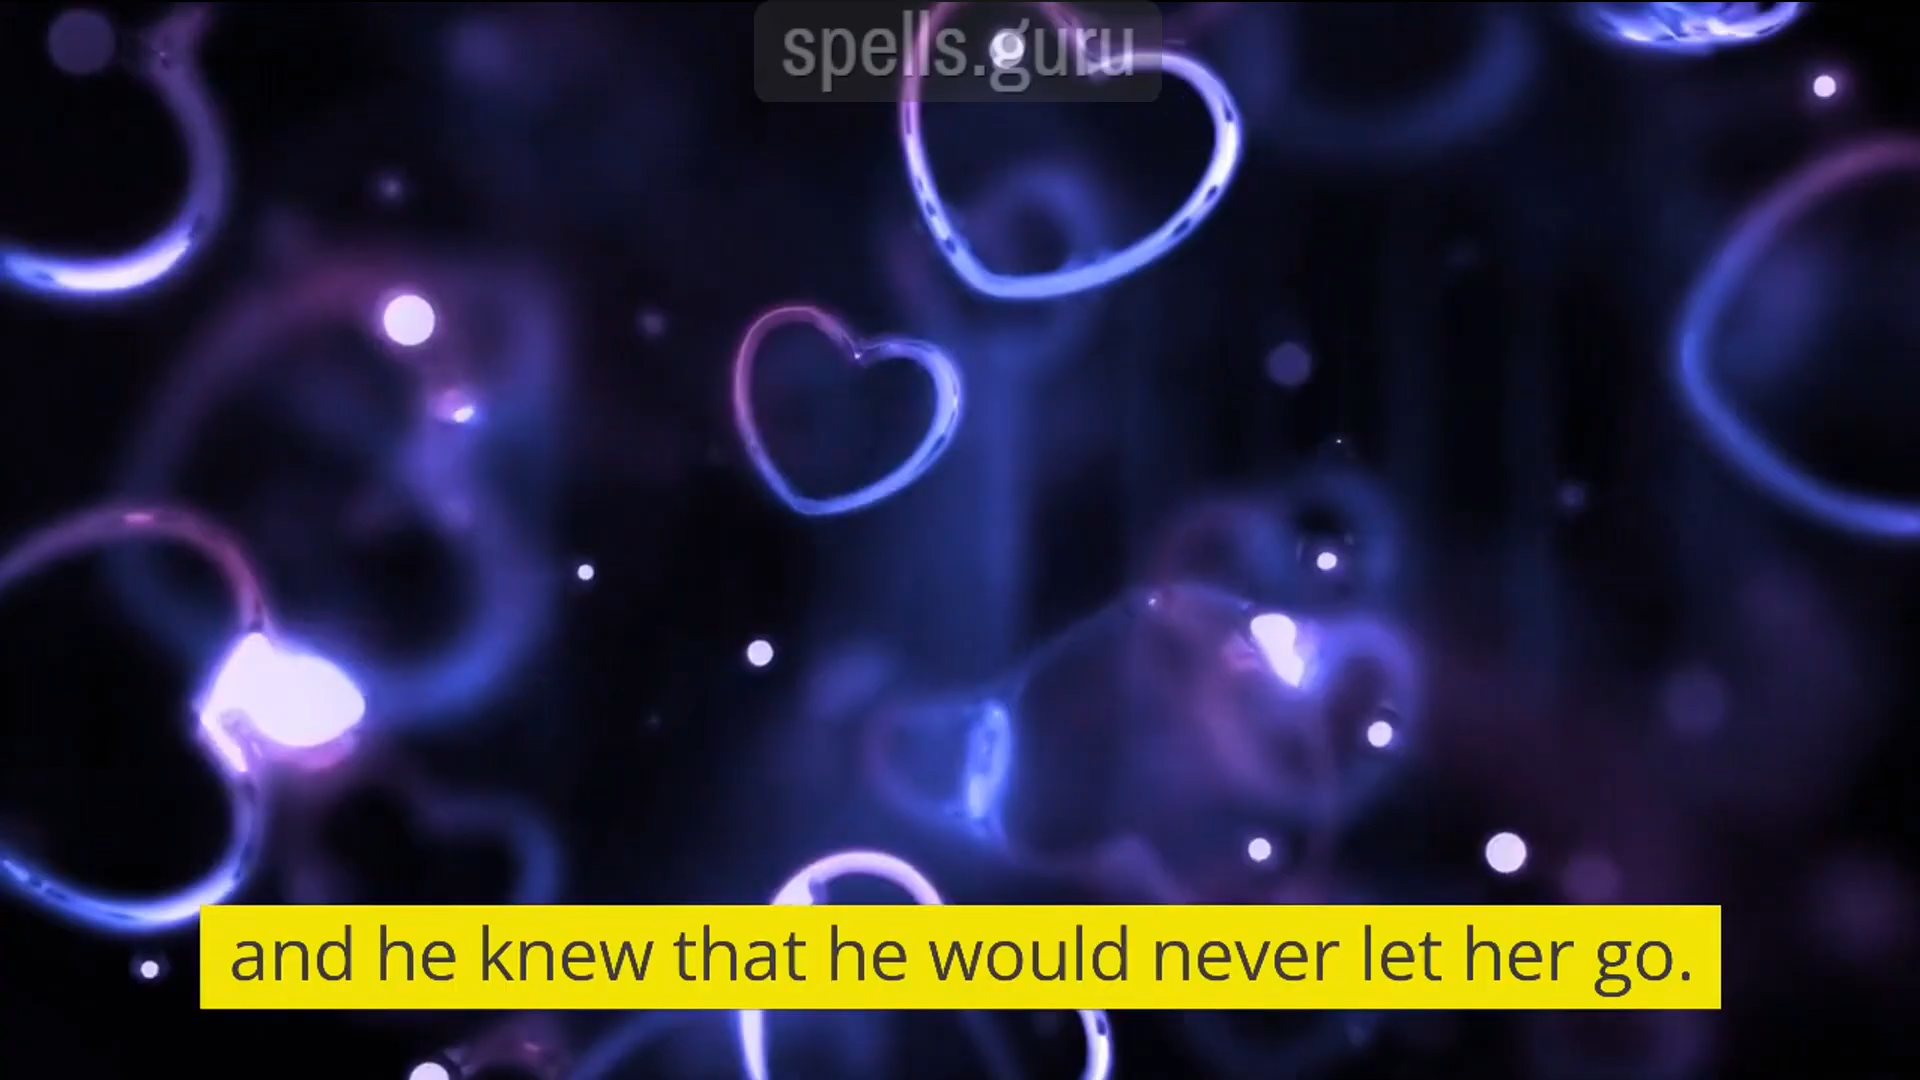 spells.guru
and he knew that he would never let her go.